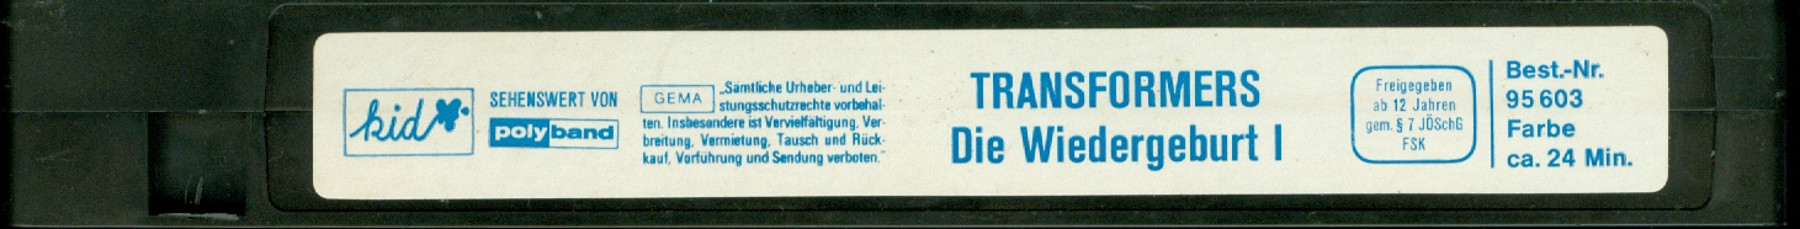 kid
SEHENSWERT VON
polyband
GEMA
„Sämtliche Urheber- und Lei-
stungsschutzrechte vorbehal-
ten. Insbesondere ist Vervielfältigung, Ver-
breitung, Vermietung, Tausch und Rück-
kauf, Vorführung und Sendung verboten."
TRANSFORMERS
Die Wiedergeburt I
Freigegeben
ab 12 Jahren
gem. § 7 JÖSchG
FSK
Best.-Nr.
95 603
Farbe
ca. 24 Min.